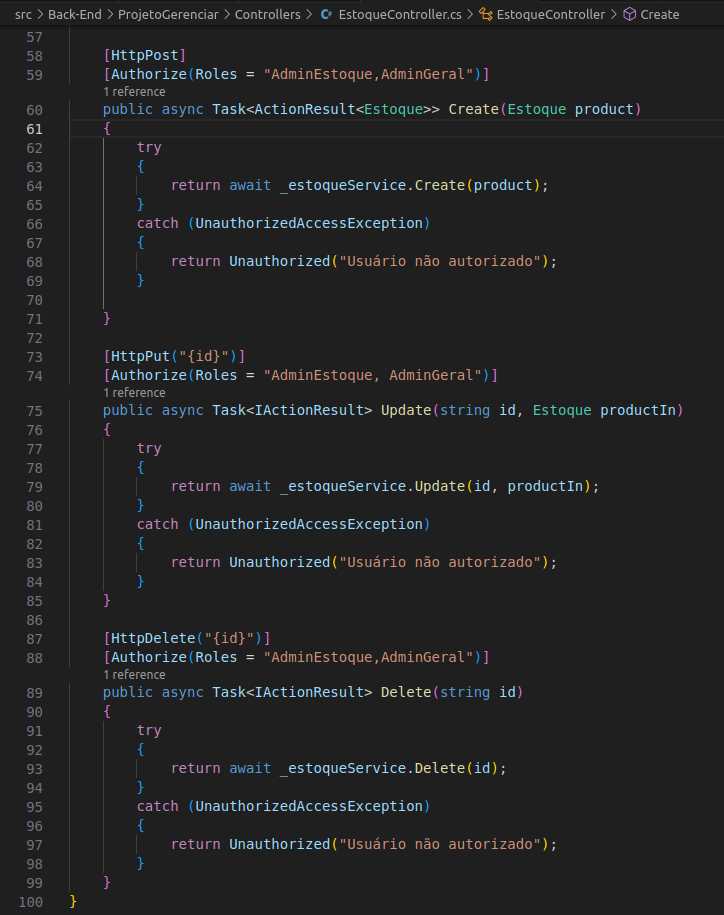 src > Back-End > ProjetoGerenciar > Controllers > C# EstoqueController.cs > EstoqueController > Create
57
58 [HttpPost]
59 [Authorize(Roles = "AdminEstoque,AdminGeral")]
1 reference
60 public async Task<ActionResult<Estoque>> Create(Estoque product)
61 {
62 try
63 {
64 return await _estoqueService.Create(product);
65 }
66 catch (UnauthorizedAccessException)
67 {
68 return Unauthorized("Usuário não autorizado");
69 }
70
71 }
72
73 [HttpPut("{id}")]
74 [Authorize(Roles = "AdminEstoque, AdminGeral")]
1 reference
75 public async Task<IActionResult> Update(string id, Estoque productIn)
76 {
77 try
78 {
79 return await _estoqueService.Update(id, productIn);
80 }
81 catch (UnauthorizedAccessException)
82 {
83 return Unauthorized("Usuário não autorizado");
84 }
85 }
86
87 [HttpDelete("{id}")]
88 [Authorize(Roles = "AdminEstoque,AdminGeral")]
1 reference
89 public async Task<IActionResult> Delete(string id)
90 {
91 try
92 {
93 return await _estoqueService.Delete(id);
94 }
95 catch (UnauthorizedAccessException)
96 {
97 return Unauthorized("Usuário não autorizado");
98 }
99 }
100 }